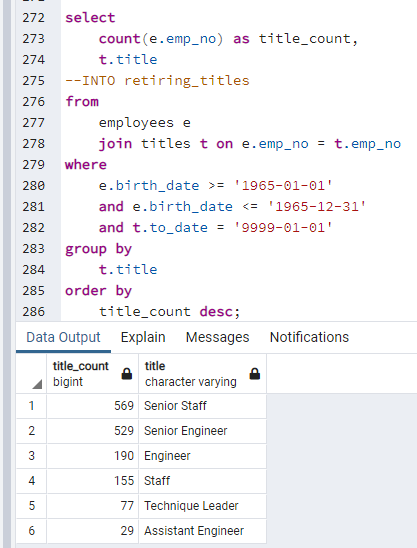 272 select
273 count(e.emp_no) as title_count,
274 t.title
275 --INTO retiring_titles
276 from
277 employees e
278 join titles t on e.emp_no = t.emp_no
279 where
280 e.birth_date >= '1965-01-01'
281 and e.birth_date <= '1965-12-31'
282 and t.to_date = '9999-01-01'
283 group by
284 t.title
285 order by
286 title_count desc;
Data Output Explain Messages Notifications
title_count title
bigint character varying
1 569 Senior Staff
2 529 Senior Engineer
3 190 Engineer
4 155 Staff
5 77 Technique Leader
6 29 Assistant Engineer